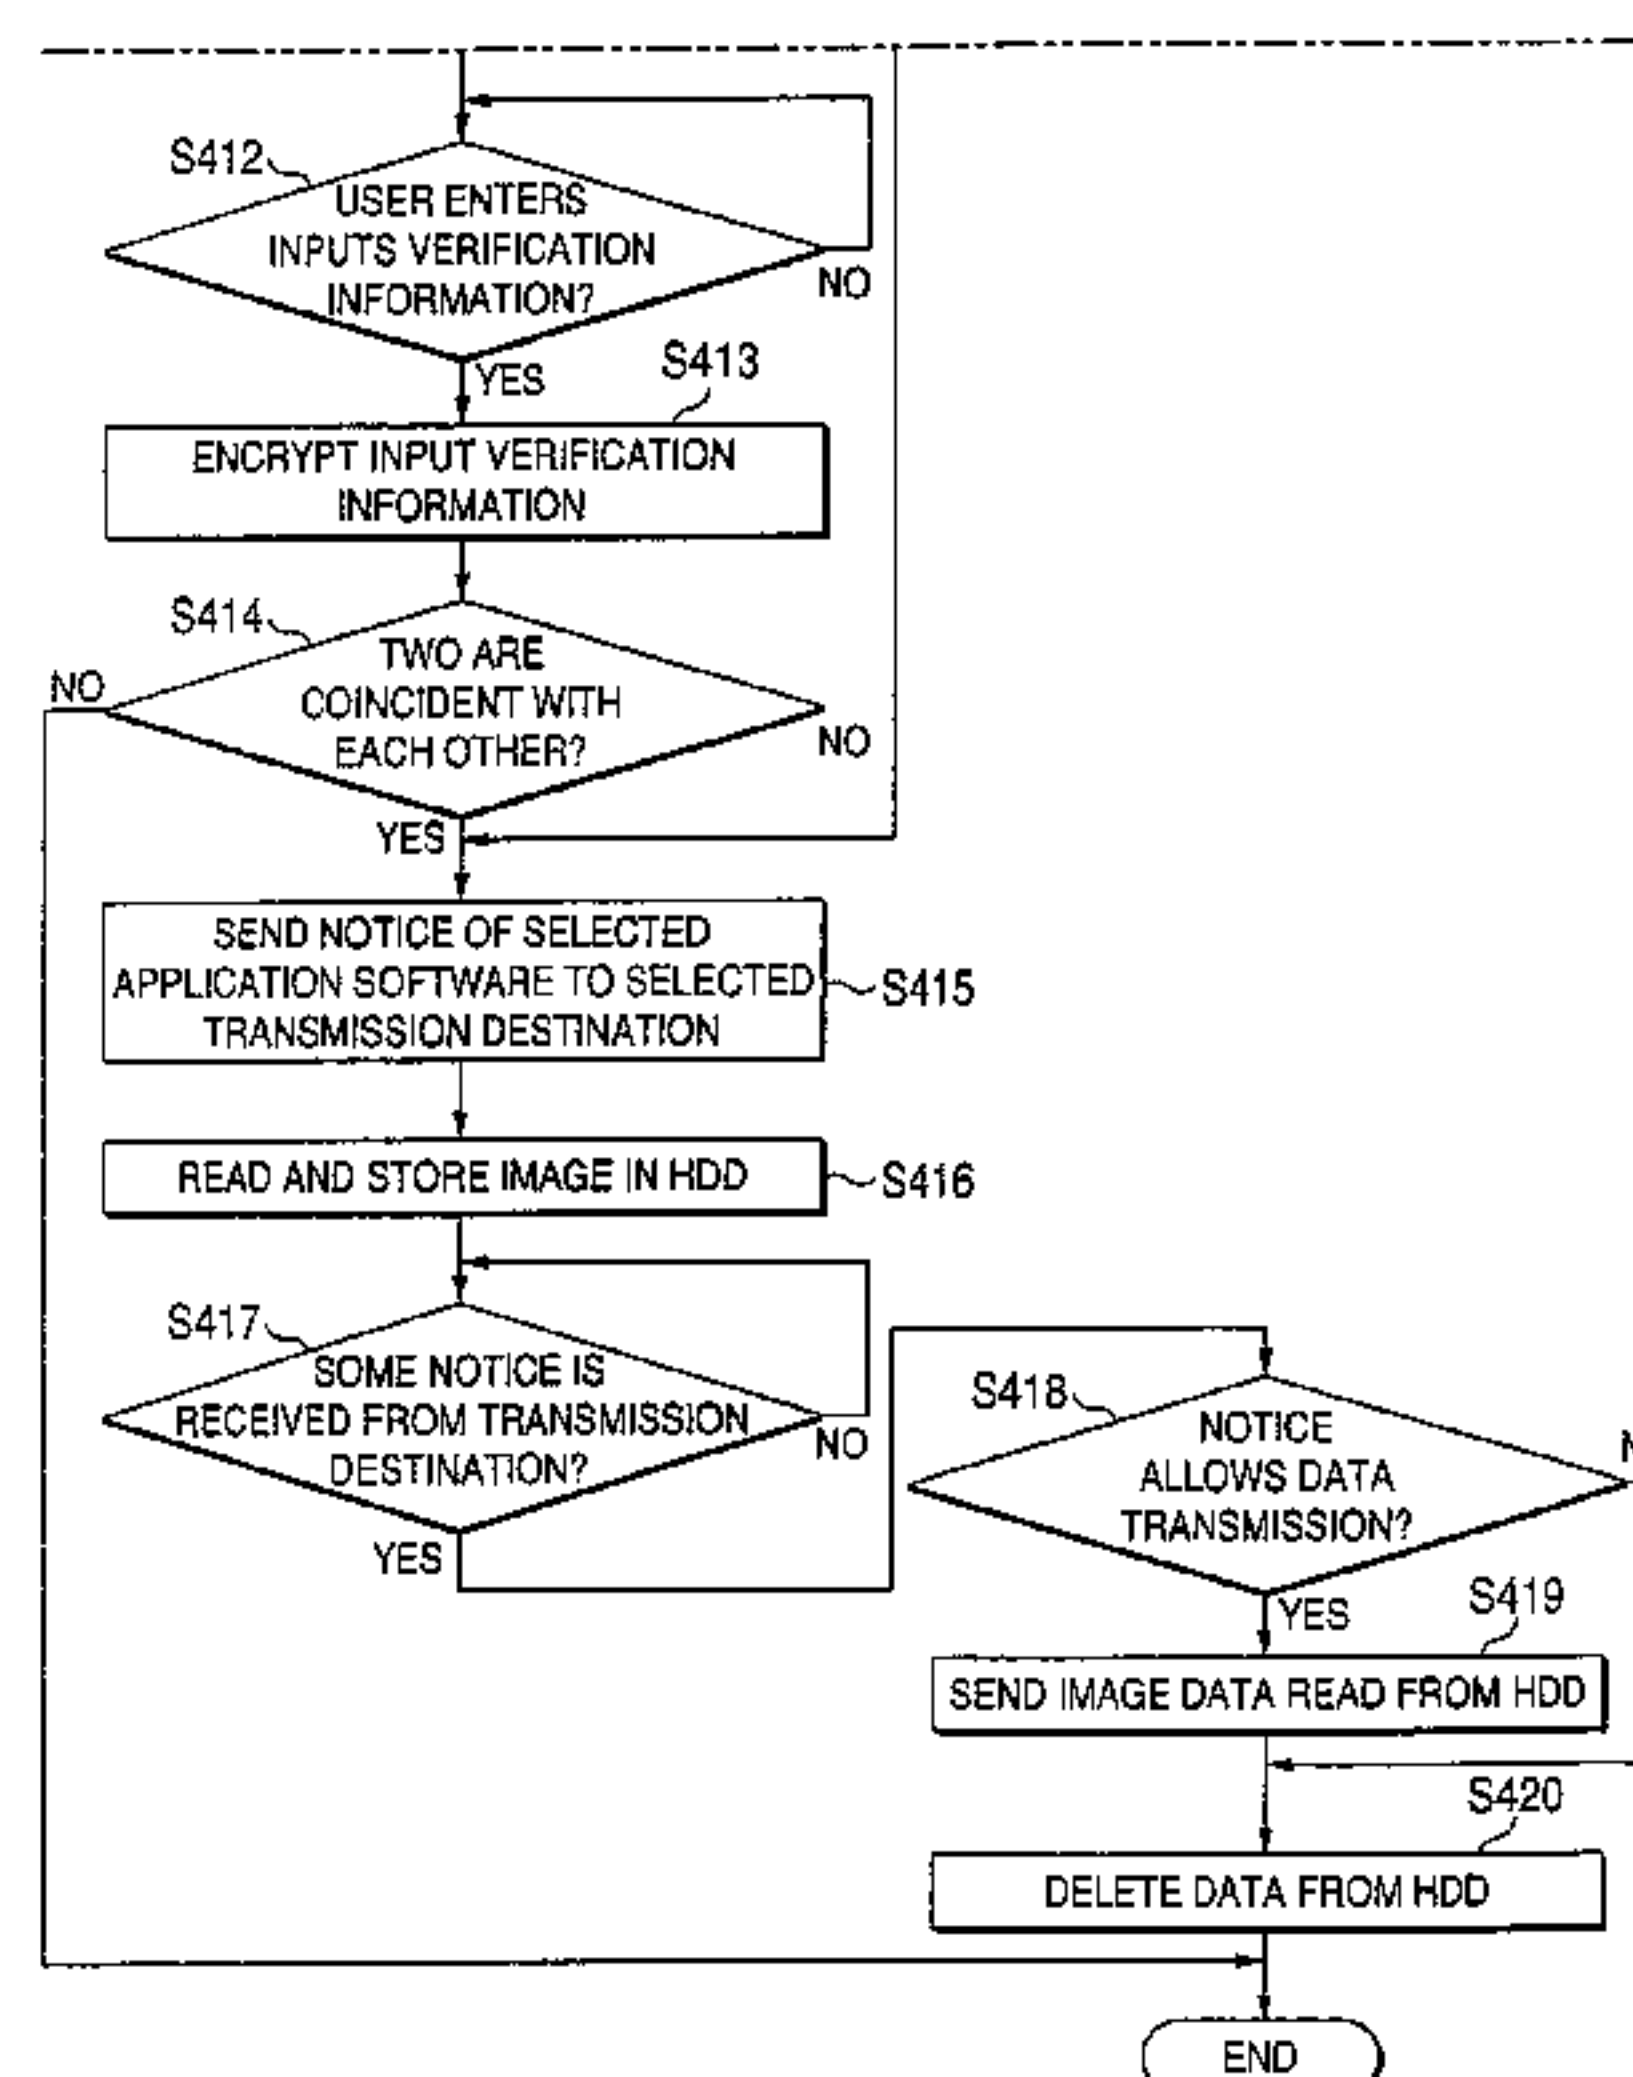 S412
USER ENTERS
INPUTS VERIFICATION
INFORMATION?
NO
YES
S413
ENCRYPT INPUT VERIFICATION
INFORMATION
S414
TWO ARE
COINCIDENT WITH
EACH OTHER?
NO
NO
YES
SEND NOTICE OF SELECTED
APPLICATION SOFTWARE TO SELECTED
TRANSMISSION DESTINATION
S415
READ AND STORE IMAGE IN HDD
S416
S417
SOME NOTICE IS
RECEIVED FROM TRANSMISSION
DESTINATION?
NO
YES
S418
NOTICE
ALLOWS DATA
TRANSMISSION?
YES
S419
SEND IMAGE DATA READ FROM HDD
S420
DELETE DATA FROM HDD
END